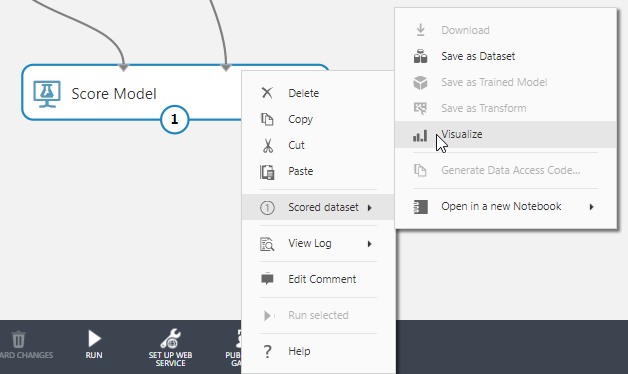 Score Model
1
Delete
Copy
Cut
Paste
1 Scored dataset
View Log
Edit Comment
Run selected
? Help
Download
Save as Dataset
Save as Trained Model
Save as Transform
Visualize
Generate Data Access Code...
Open in a new Notebook
ARD CHANGES
RUN
SET UP WEB
SERVICE
PUB
GA